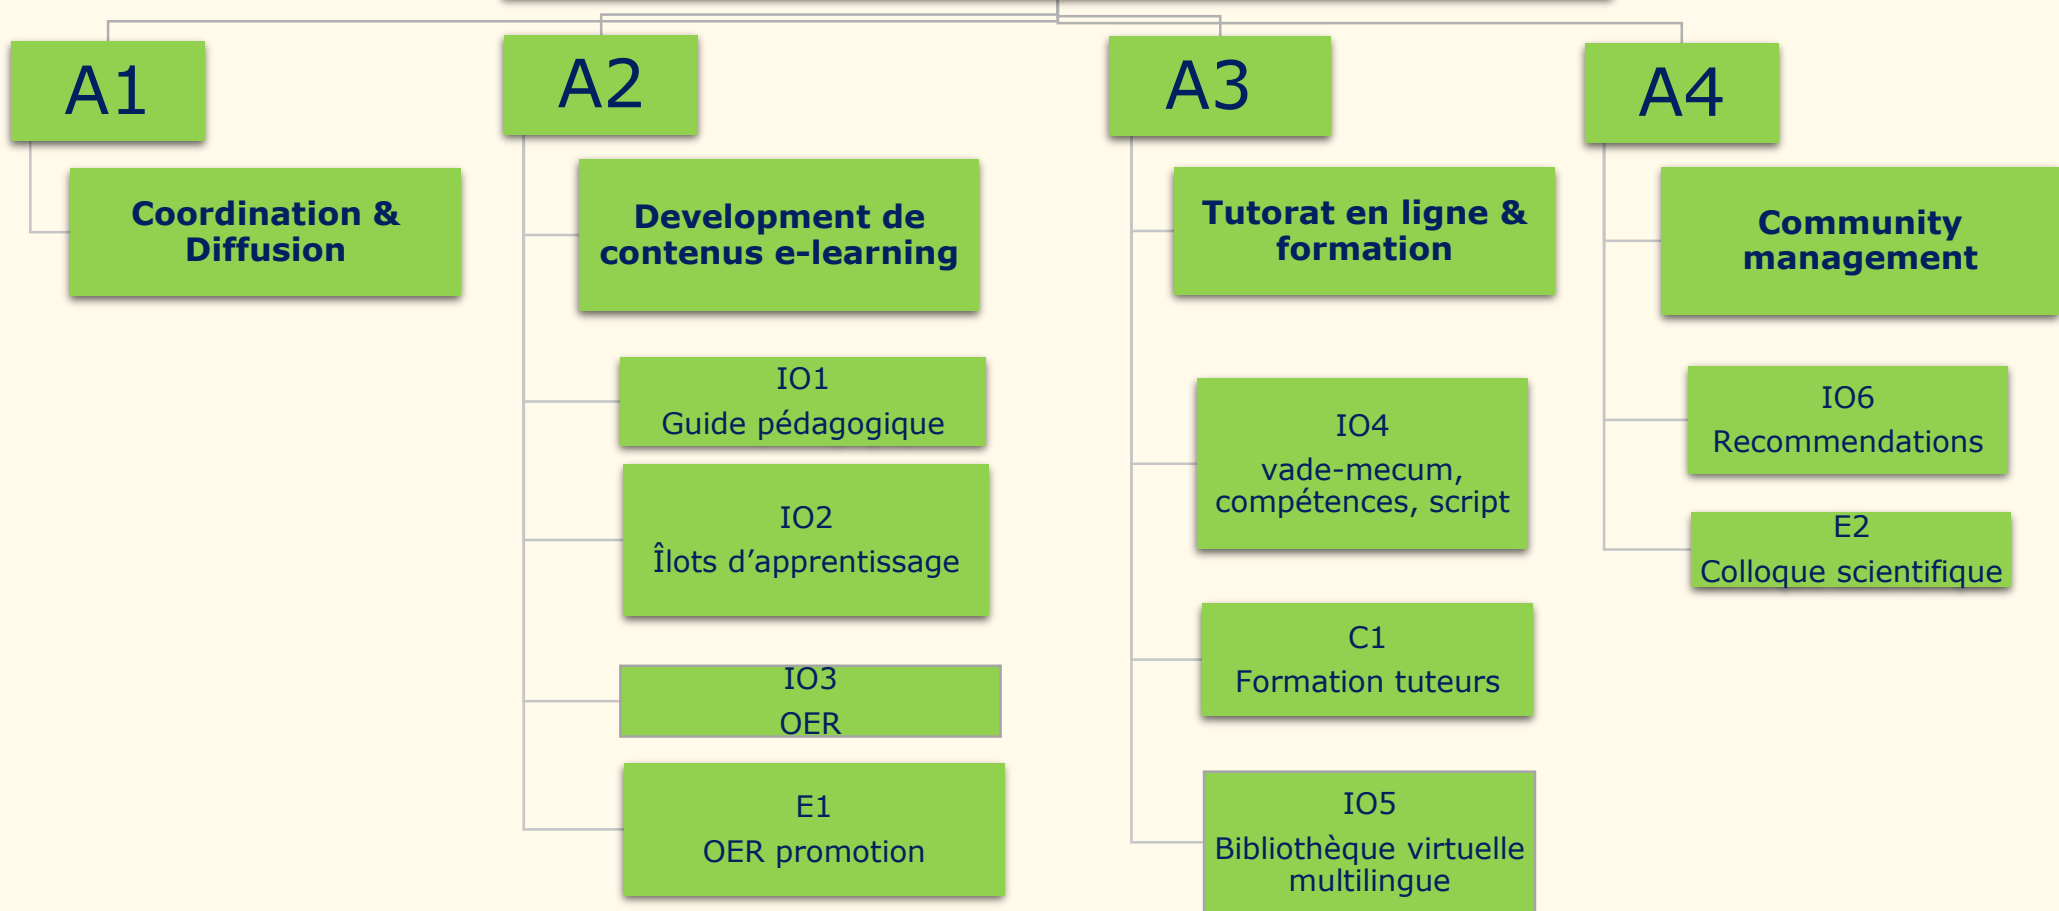 A1
A2
A3
A4
Coordination &
Diffusion
Development de
contenus e-learning
Tutorat en ligne &
formation
Community
management
IO1
Guide pédagogique
IO2
Îlots d’apprentissage
IO3
OER
E1
OER promotion
IO4
vade-mecum,
compétences, script
C1
Formation tuteurs
IO5
Bibliothèque virtuelle
multilingue
IO6
Recommendations
E2
Colloque scientifique